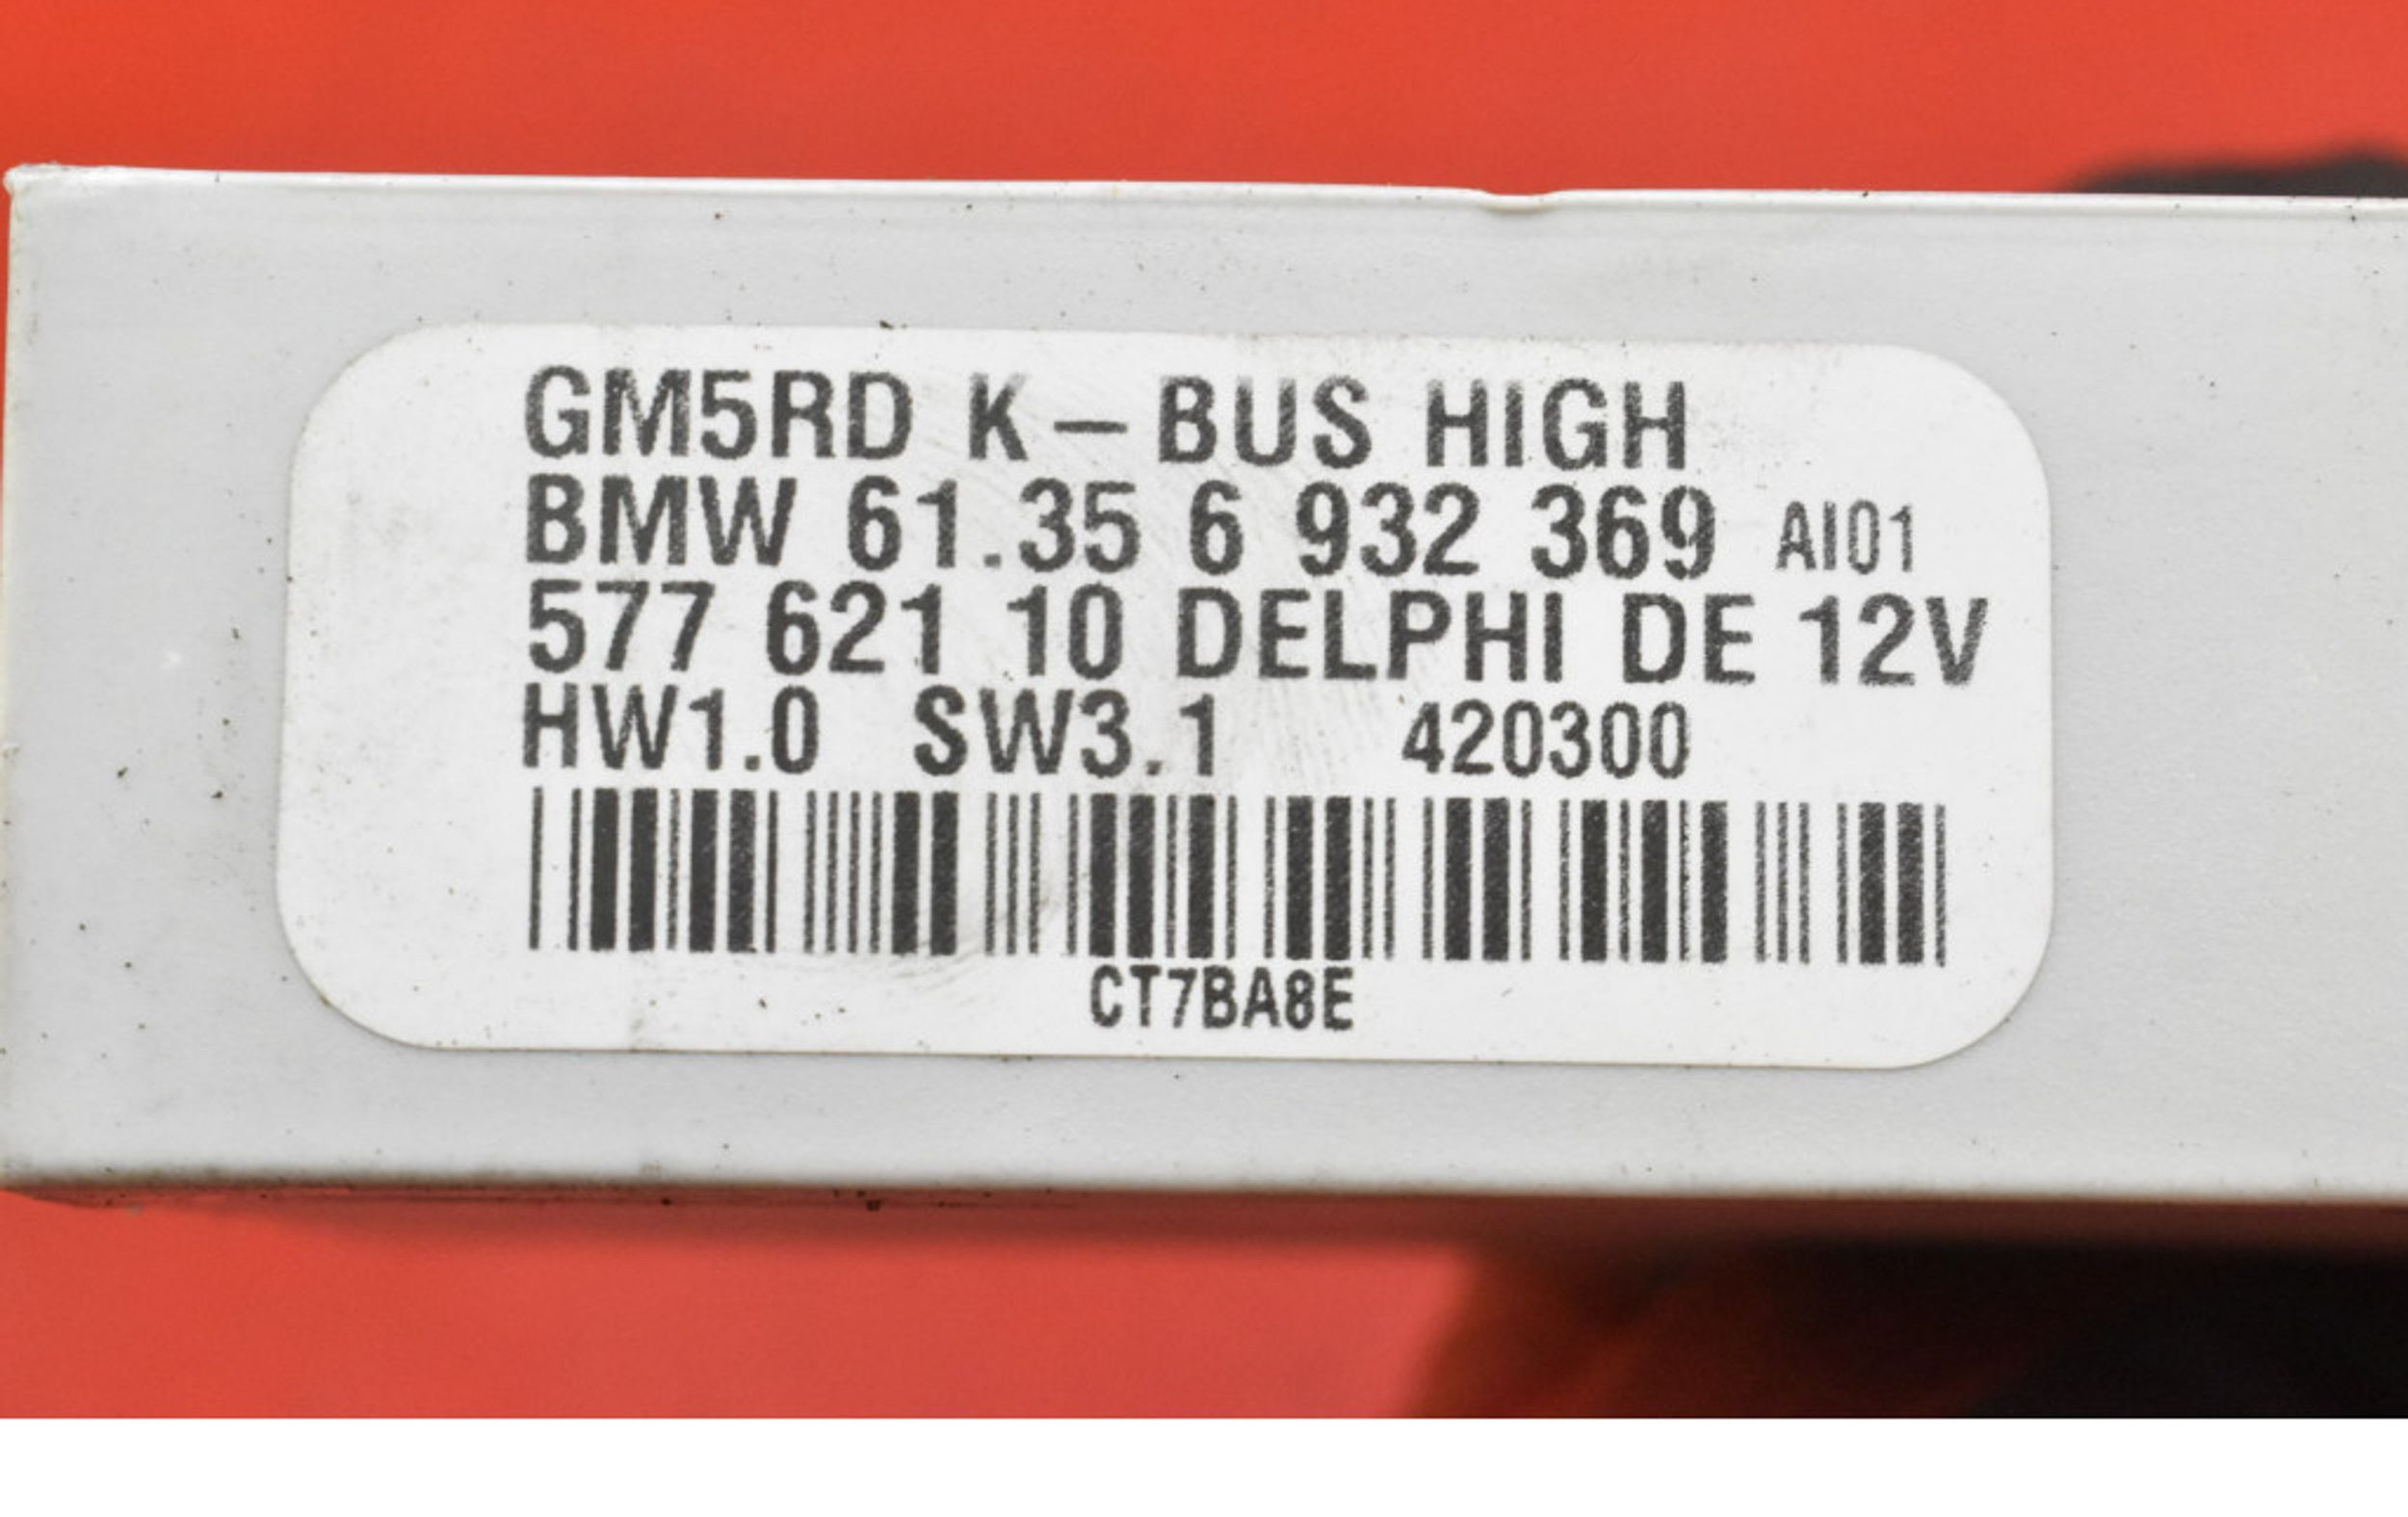 GM5RD K-BUS HIGH
BMW 61.35 6 932 369 AI01
577 621 10 DELPHI DE 12V
HW1.0 SW3.1 420300
CT7BA8E